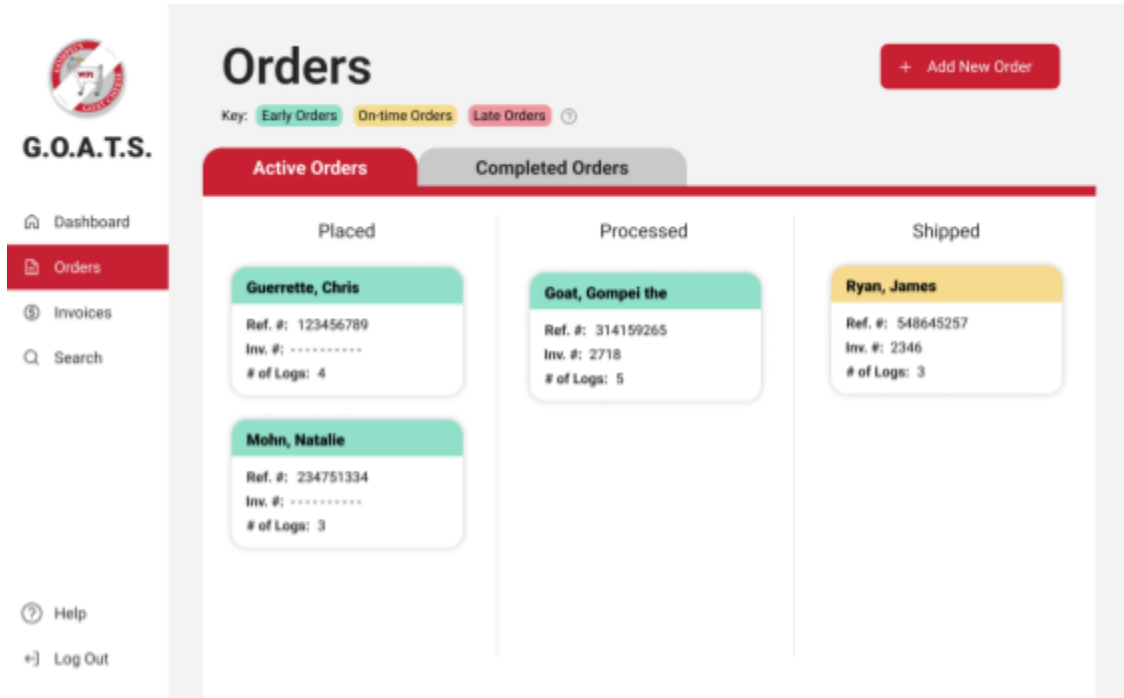 G.O.A.T.S.
Dashboard
Orders
Invoices
Search
Help
Log Out
Orders
+ Add New Order
Key: Early Orders On-time Orders Late Orders ?
Active Orders Completed Orders
Placed
Guerrette, Chris
Ref. #: 123456789
Inv. #: ----------
# of Logs: 4
Mohn, Natalie
Ref. #: 234751334
Inv. #: ----------
# of Logs: 3
Processed
Goat, Gompei the
Ref. #: 314159265
Inv. #: 2718
# of Logs: 5
Shipped
Ryan, James
Ref. #: 548645257
Inv. #: 2346
# of Logs: 3